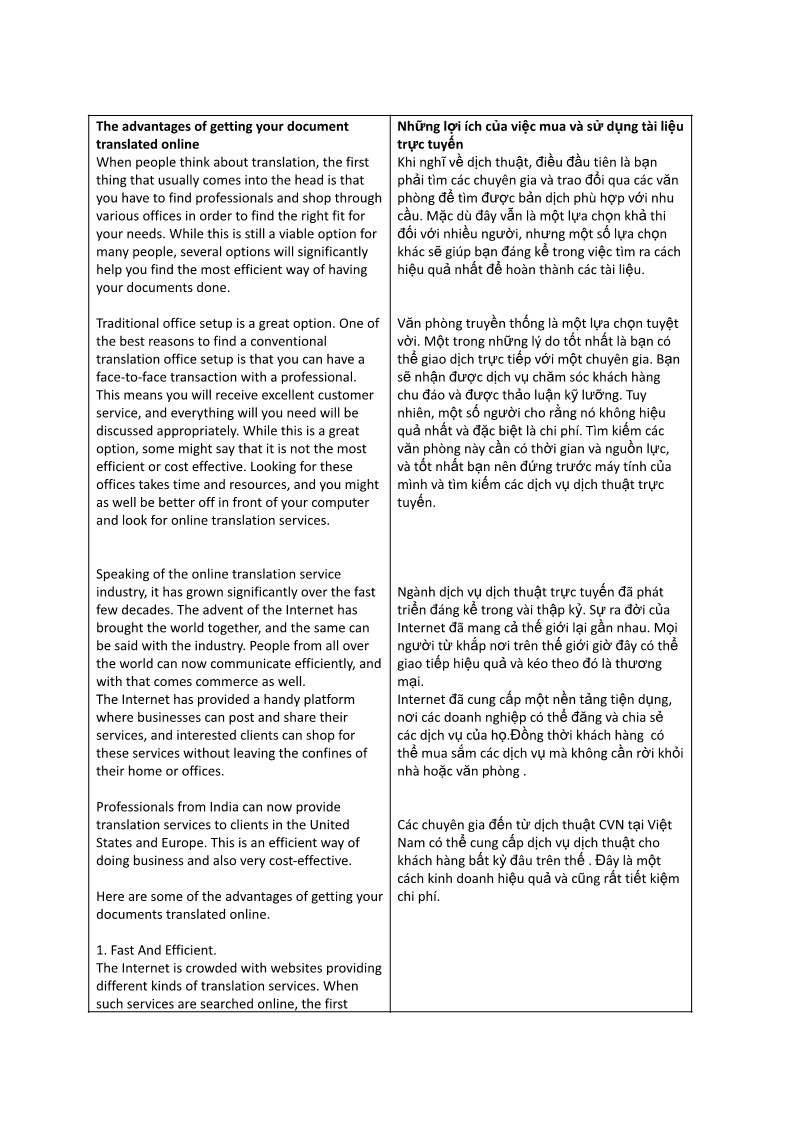 The advantages of getting your document
translated online
When people think about translation, the first
thing that usually comes into the head is that
you have to find professionals and shop through
various offices in order to find the right fit for
your needs. While this is still a viable option for
many people, several options will significantly
help you find the most efficient way of having
your documents done.
Traditional office setup is a great option. One of
the best reasons to find a conventional
translation office setup is that you can have a
face-to-face transaction with a professional.
This means you will receive excellent customer
service, and everything will you need will be
discussed appropriately. While this is a great
option, some might say that it is not the most
efficient or cost effective. Looking for these
offices takes time and resources, and you might
as well be better off in front of your computer
and look for online translation services.
Speaking of the online translation service
industry, it has grown significantly over the fast
few decades. The advent of the Internet has
brought the world together, and the same can
be said with the industry. People from all over
the world can now communicate efficiently, and
with that comes commerce as well.
The Internet has provided a handy platform
where businesses can post and share their
services, and interested clients can shop for
these services without leaving the confines of
their home or offices.
Professionals from India can now provide
translation services to clients in the United
States and Europe. This is an efficient way of
doing business and also very cost-effective.
Here are some of the advantages of getting your
documents translated online.
1. Fast And Efficient.
The Internet is crowded with websites providing
different kinds of translation services. When
such services are searched online, the first
Những lợi ích của việc mua và sử dụng tài liệu
trực tuyến
Khi nghĩ về dịch thuật, điều đầu tiên là bạn
phải tìm các chuyên gia và trao đổi qua các văn
phòng để tìm được bản dịch phù hợp với nhu
cầu. Mặc dù đây vẫn là một lựa chọn khả thi
đối với nhiều người, nhưng một số lựa chọn
khác sẽ giúp bạn đáng kể trong việc tìm ra cách
hiệu quả nhất để hoàn thành các tài liệu.
Văn phòng truyền thống là một lựa chọn tuyệt
vời. Một trong những lý do tốt nhất là bạn có
thể giao dịch trực tiếp với một chuyên gia. Bạn
sẽ nhận được dịch vụ chăm sóc khách hàng
chu đáo và được thảo luận kỹ lưỡng. Tuy
nhiên, một số người cho rằng nó không hiệu
quả nhất và đặc biệt là chi phí. Tìm kiếm các
văn phòng này cần có thời gian và nguồn lực,
và tốt nhất bạn nên đứng trước máy tính của
mình và tìm kiếm các dịch vụ dịch thuật trực
tuyến.
Ngành dịch vụ dịch thuật trực tuyến đã phát
triển đáng kể trong vài thập kỷ. Sự ra đời của
Internet đã mang cả thế giới lại gần nhau. Mọi
người từ khắp nơi trên thế giới giờ đây có thể
giao tiếp hiệu quả và kéo theo đó là thương
mại.
Internet đã cung cấp một nền tảng tiện dụng,
nơi các doanh nghiệp có thể đăng và chia sẻ
các dịch vụ của họ.Đồng thời khách hàng  có
thể mua sắm các dịch vụ mà không cần rời khỏi
nhà hoặc văn phòng .
Các chuyên gia đến từ dịch thuật CVN tại Việt
Nam có thể cung cấp dịch vụ dịch thuật cho
khách hàng bất kỳ đâu trên thế . Đây là một
cách kinh doanh hiệu quả và cũng rất tiết kiệm
chi phí.